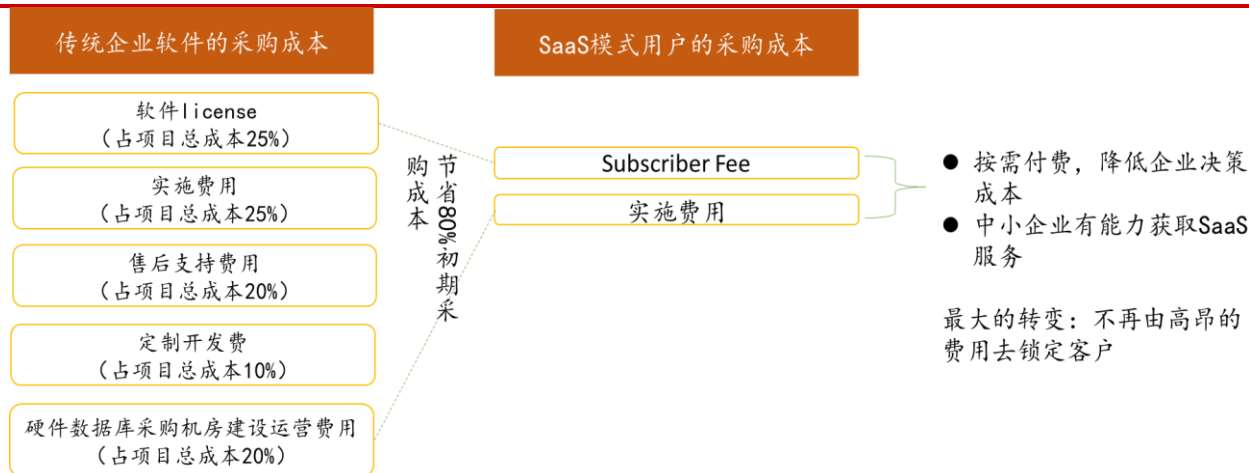 传统企业软件的采购成本
软件license
（占项目总成本25%）
实施费用
（占项目总成本25%）
售后支持费用
（占项目总成本20%）
定制开发费
（占项目总成本10%）
硬件数据库采购机房建设运营费用
（占项目总成本20%）
节省80%初期采
购成本
SaaS模式用户的采购成本
Subscriber Fee
实施费用
● 按需付费，降低企业决策
成本
● 中小企业有能力获取SaaS
服务
最大的转变：不再由高昂的
费用去锁定客户